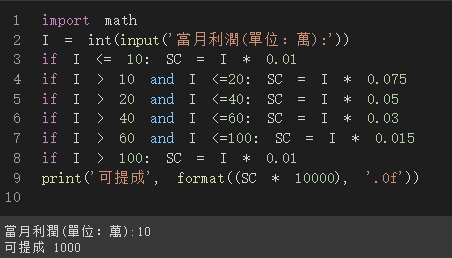 1 import math
2 I = int(input('當月利潤(單位：萬):'))
3 if I <= 10: SC = I * 0.01
4 if I > 10 and I <=20: SC = I * 0.075
5 if I > 20 and I <=40: SC = I * 0.05
6 if I > 40 and I <=60: SC = I * 0.03
7 if I > 60 and I <=100: SC = I * 0.015
8 if I > 100: SC = I * 0.01
9 print('可提成', format((SC * 10000), '.0f'))
10
當月利潤(單位：萬):10
可提成 1000